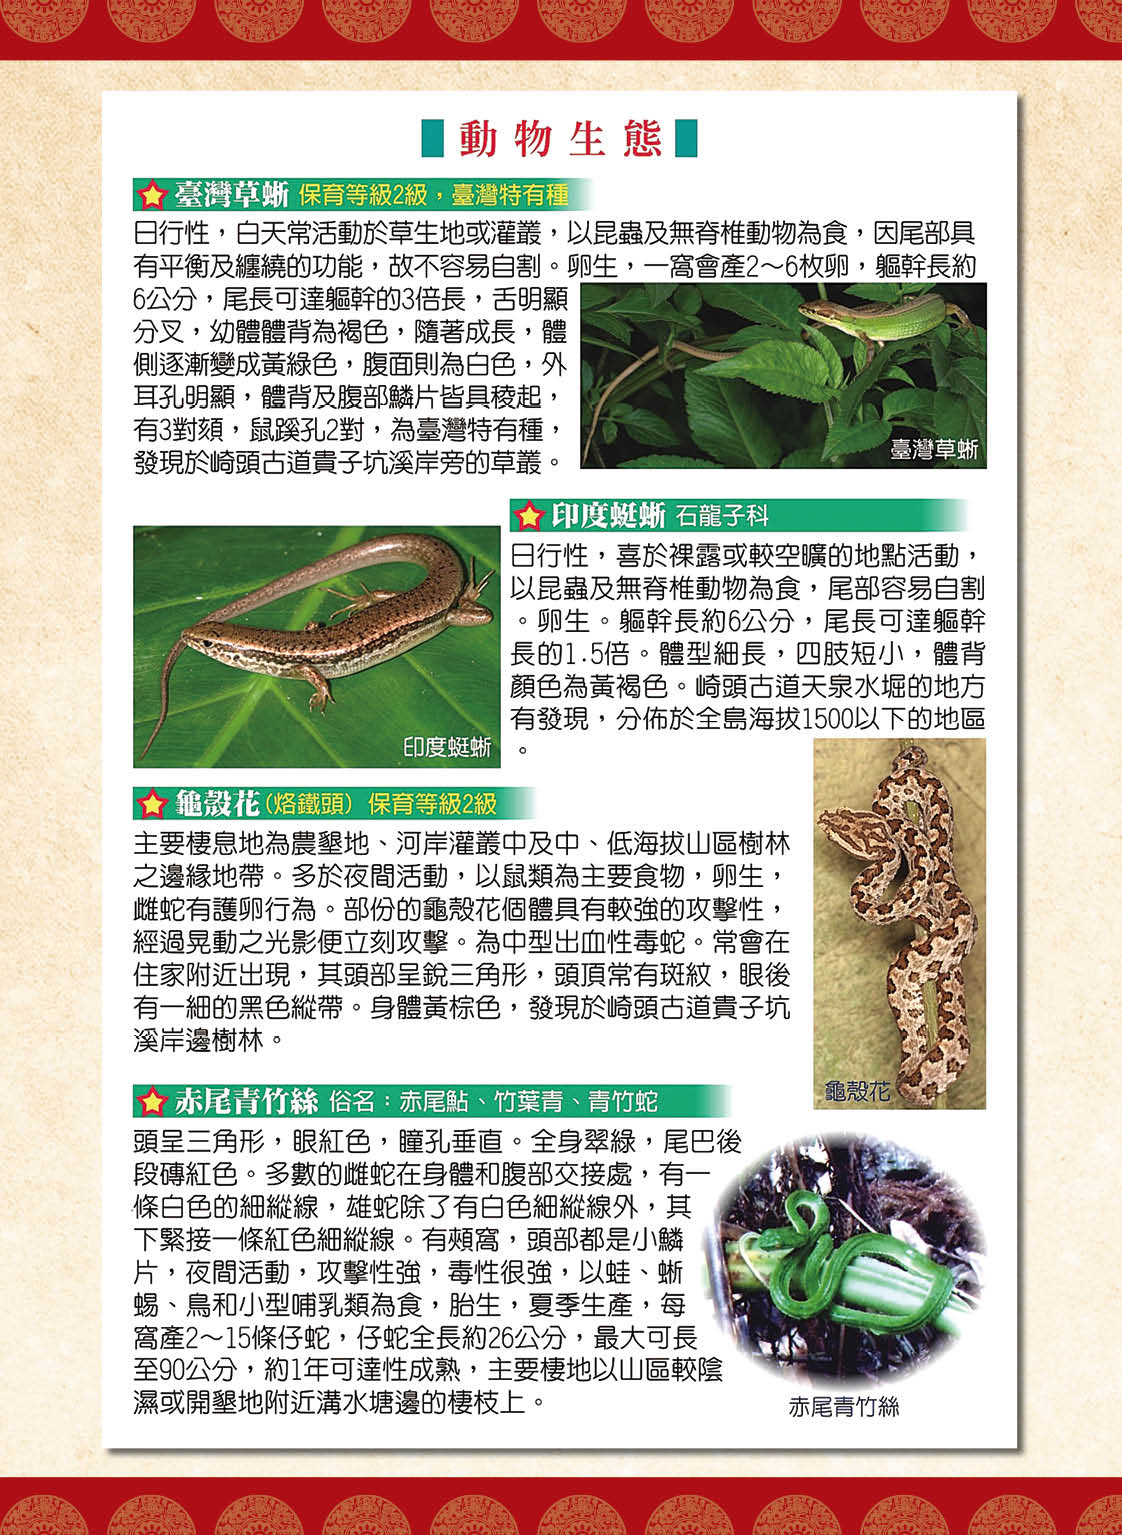 動物生態
臺灣草蜥 保育等級2級，臺灣特有種
日行性，白天常活動於草生地或灌叢，以昆蟲及無脊椎動物為食，因尾部具
有平衡及纏繞的功能，故不容易自割。卵生，一窩會產2～6枚卵，軀幹長約
6公分，尾長可達軀幹的3倍長，舌明顯
分叉，幼體體背為褐色，隨著成長，體
側逐漸變成黃綠色，腹面則為白色，外
耳孔明顯，體背及腹部鱗片皆具稜起，
有3對頦，鼠蹊孔2對，為臺灣特有種，
發現於崎頭古道貴子坑溪岸旁的草叢。
臺灣草蜥
印度蜓蜥 石龍子科
日行性，喜於裸露或較空曠的地點活動，
以昆蟲及無脊椎動物為食，尾部容易自割
。卵生。軀幹長約6公分，尾長可達軀幹
長的1.5倍。體型細長，四肢短小，體背
顏色為黃褐色。崎頭古道天泉水堀的地方
有發現，分佈於全島海拔1500以下的地區
。
印度蜓蜥
龜殼花(烙鐵頭) 保育等級2級
主要棲息地為農墾地、河岸灌叢中及中、低海拔山區樹林
之邊緣地帶。多於夜間活動，以鼠類為主要食物，卵生，
雌蛇有護卵行為。部份的龜殼花個體具有較強的攻擊性，
經過晃動之光影便立刻攻擊。為中型出血性毒蛇。常會在
住家附近出現，其頭部呈銳三角形，頭頂常有斑紋，眼後
有一細的黑色縱帶。身體黃棕色，發現於崎頭古道貴子坑
溪岸邊樹林。
龜殼花
赤尾青竹絲 俗名：赤尾鮎、竹葉青、青竹蛇
頭呈三角形，眼紅色，瞳孔垂直。全身翠綠，尾巴後
段磚紅色。多數的雌蛇在身體和腹部交接處，有一
條白色的細縱線，雄蛇除了有白色細縱線外，其
下緊接一條紅色細縱線。有頰窩，頭部都是小鱗
片，夜間活動，攻擊性強，毒性很強，以蛙、蜥
蜴、鳥和小型哺乳類為食，胎生，夏季生產，每
窩產2～15條仔蛇，仔蛇全長約26公分，最大可長
至90公分，約1年可達性成熟，主要棲地以山區較陰
濕或開墾地附近溝水塘邊的棲枝上。
赤尾青竹絲